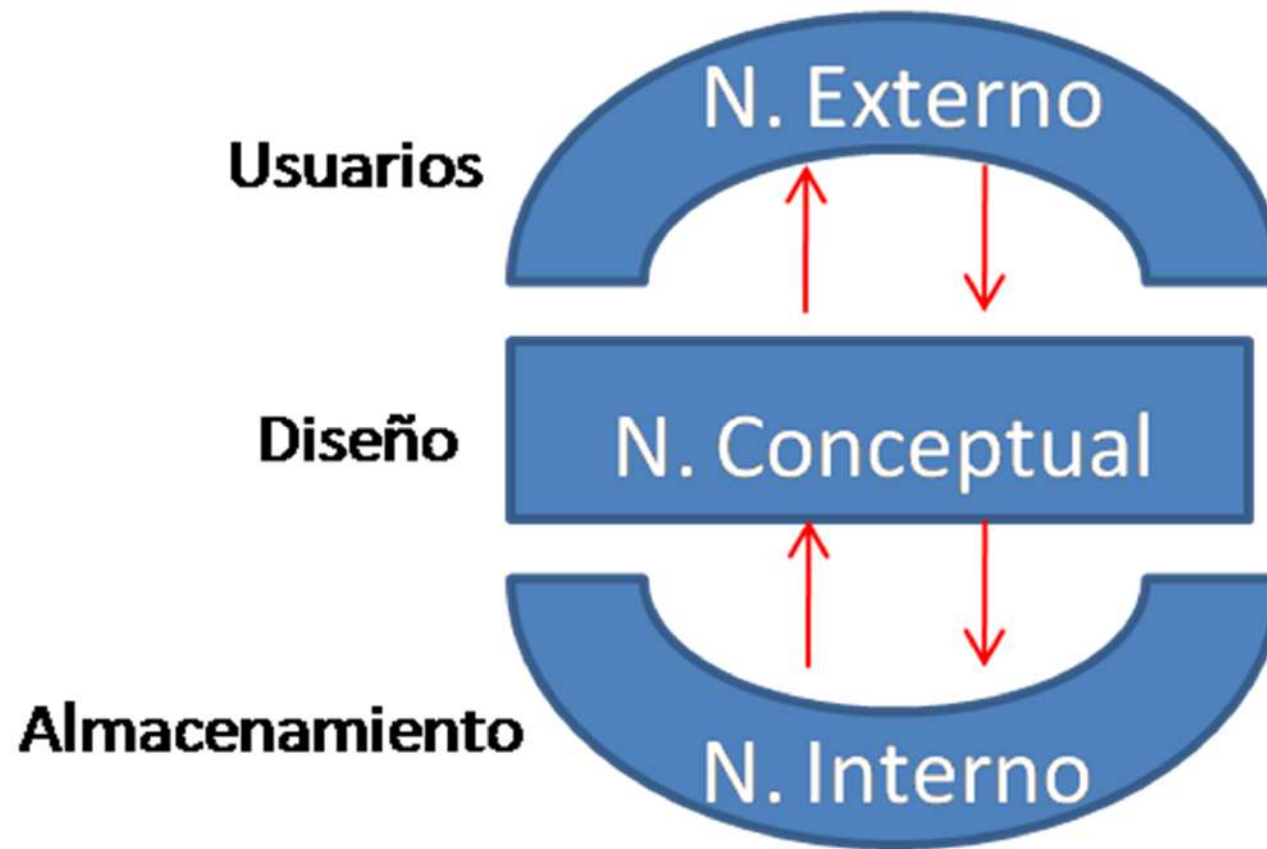 N. Externo
Usuarios
Diseño
N. Conceptual
Almacenamiento
N. Interno